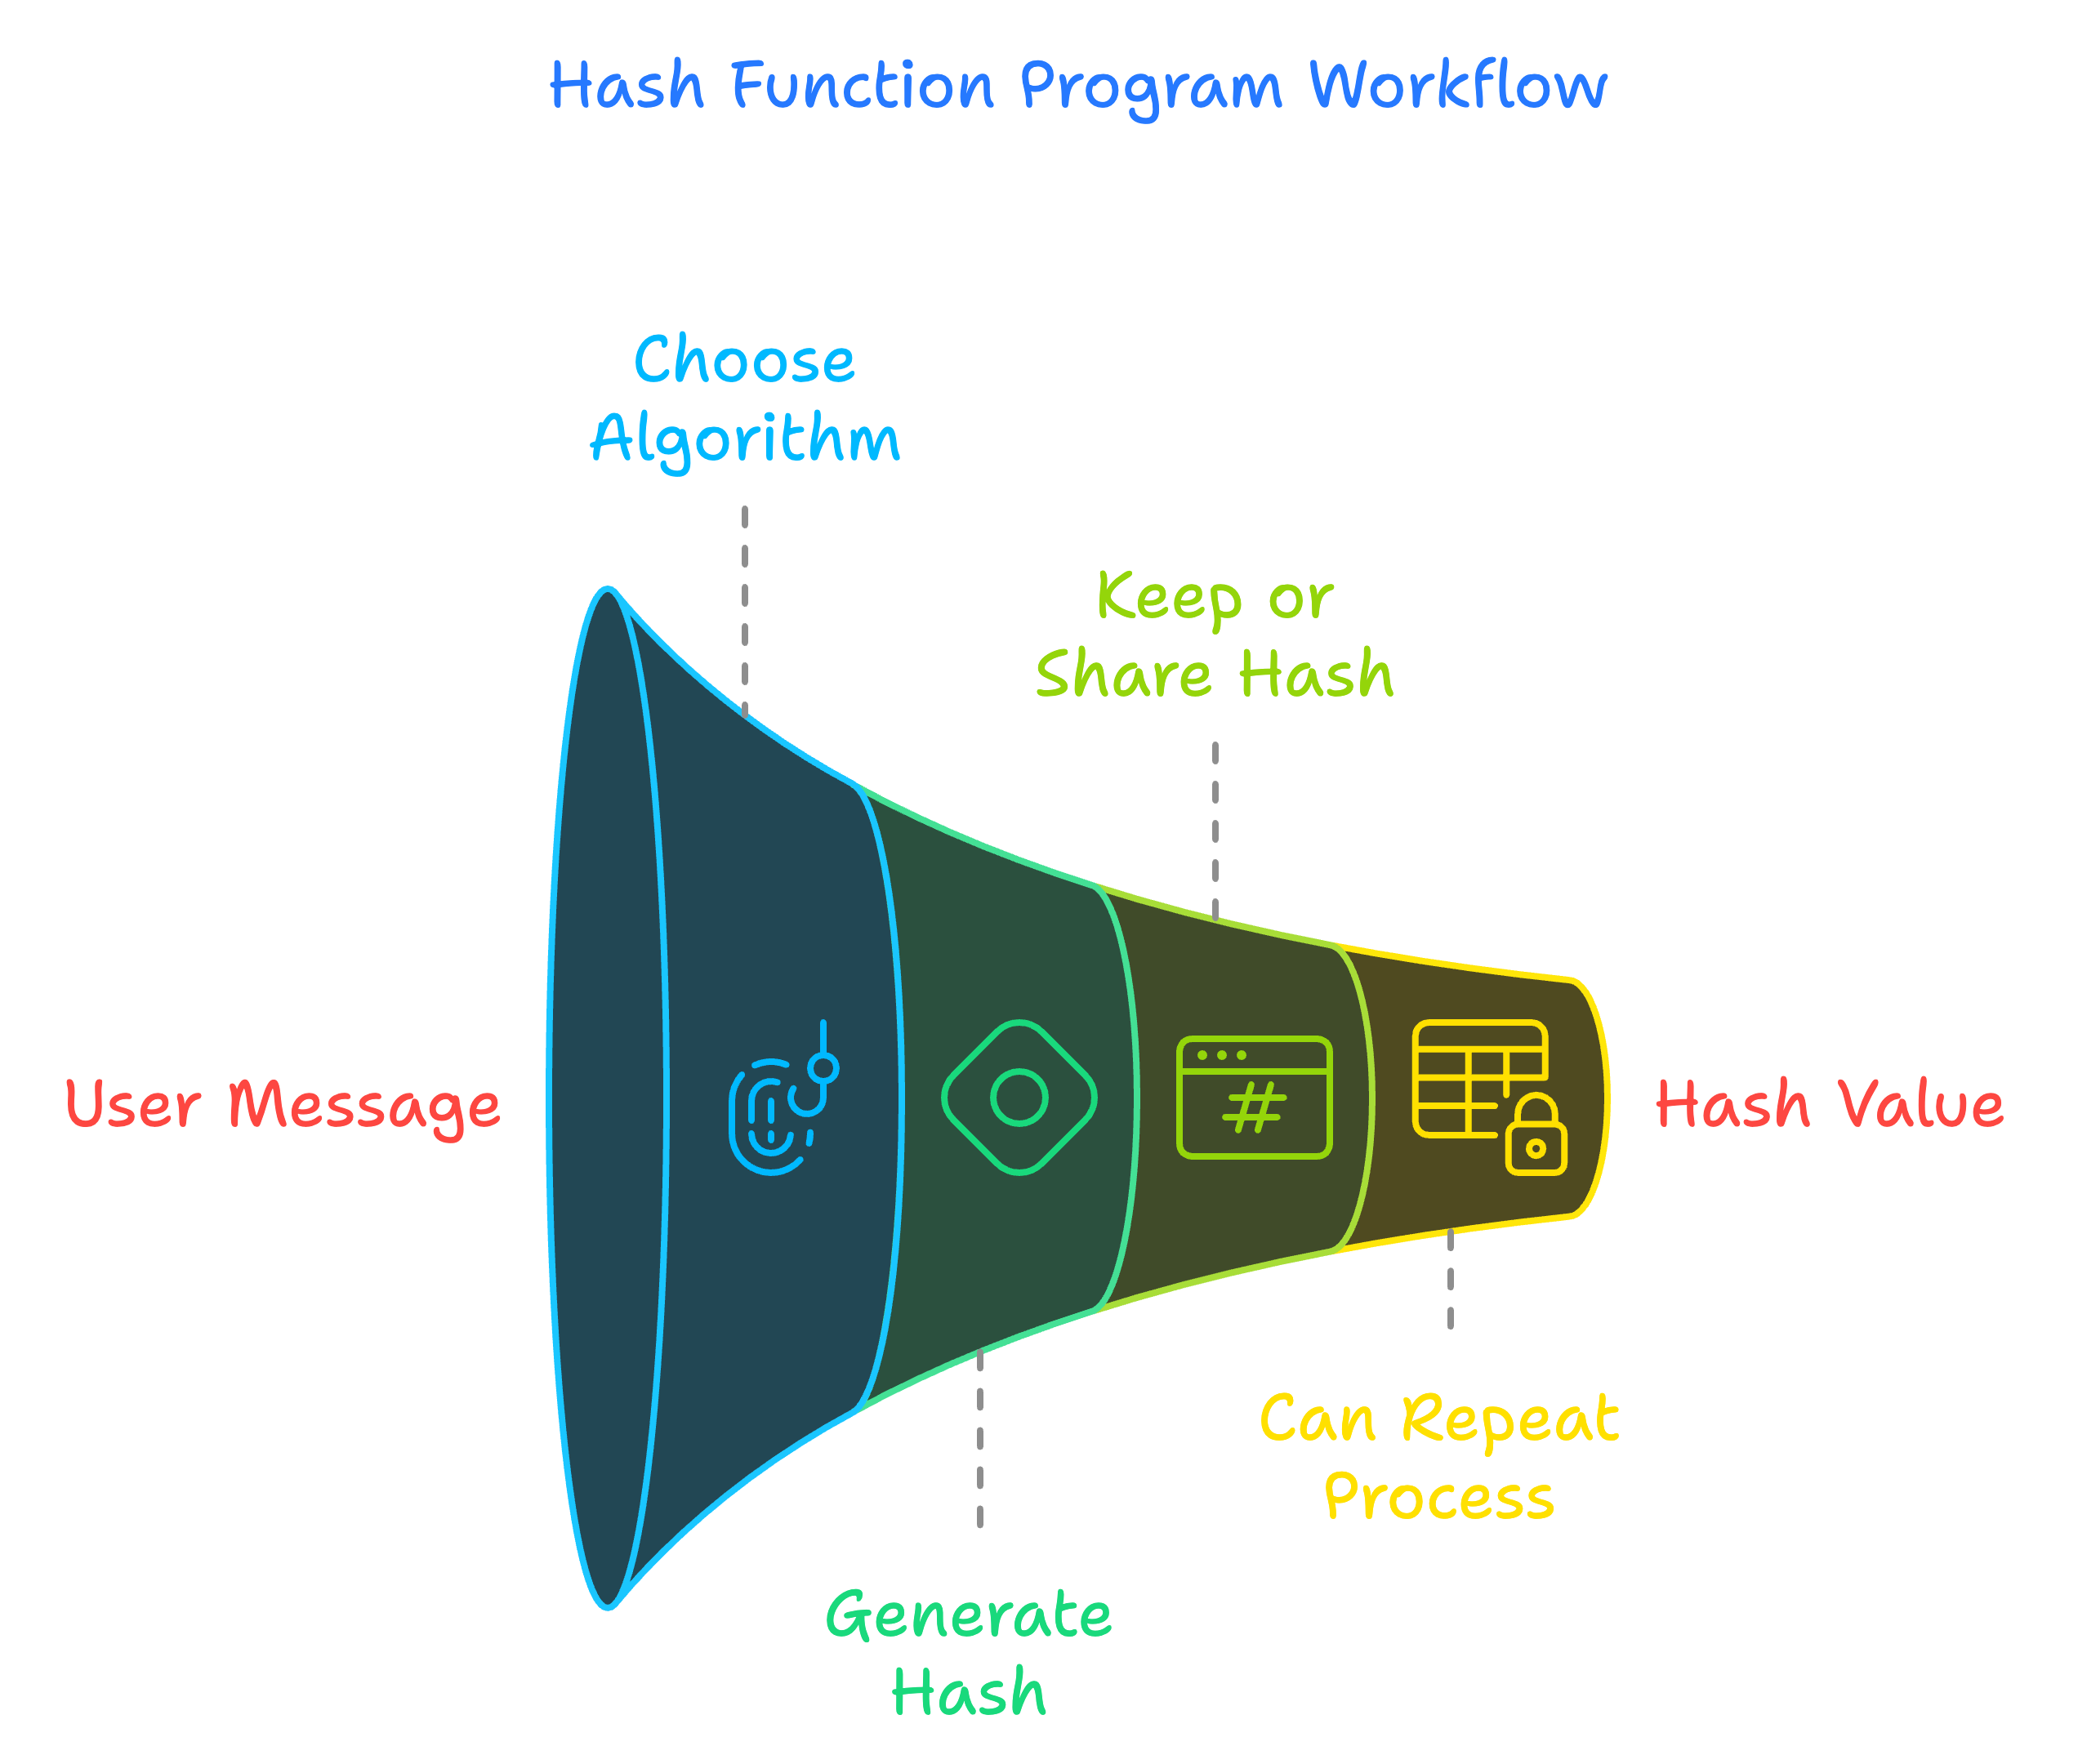 Hash Function Program Workflow
Choose
Algorithm
Keep or
Share Hash
User Message
#
Hash Value
Can Repeat
Process
Generate
Hash